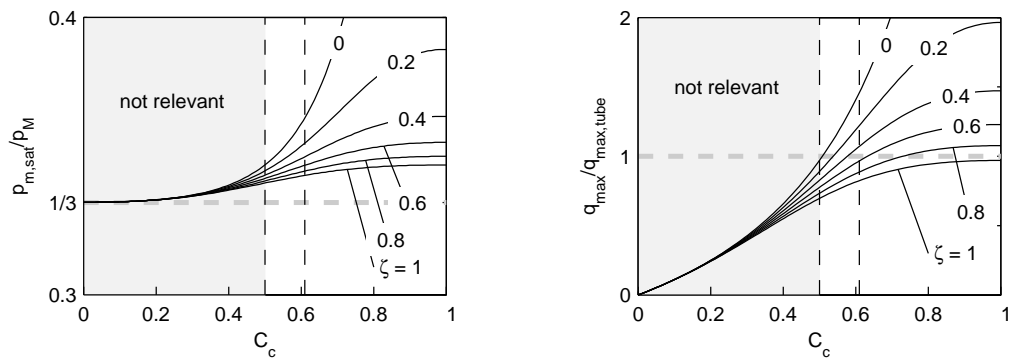 0.4
0
0.2
not relevant
0.4
p_m,sat/p_M
1/3
0.6
0.8
ζ = 1
0.3
0 0.2 0.4 0.6 0.8 1
C_c
2
0
0.2
not relevant
0.4
0.6
q_max/q_max,tube
1
0.8
ζ = 1
0
0 0.2 0.4 0.6 0.8 1
C_c